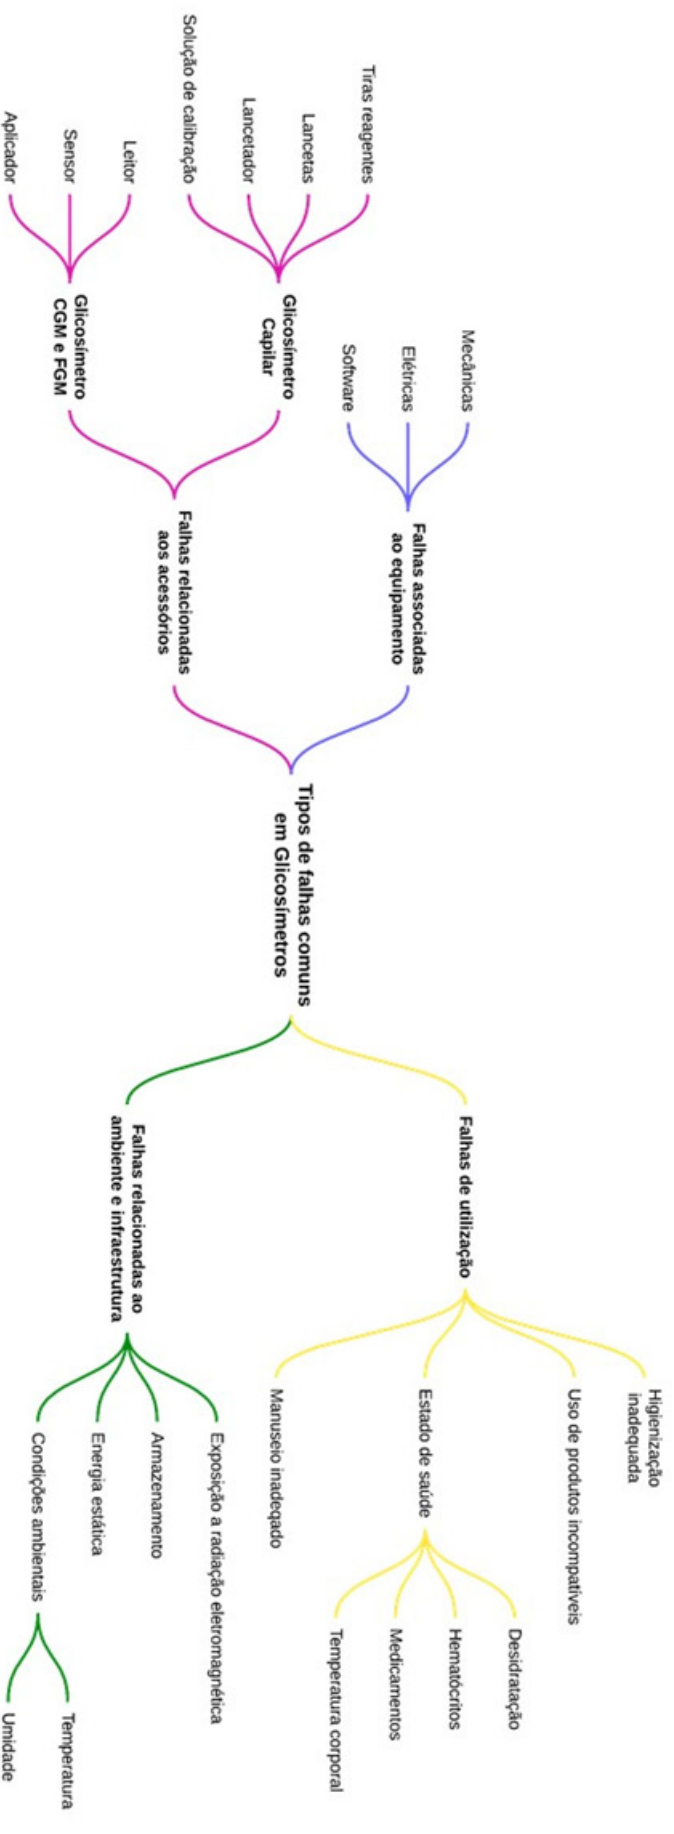 Tipos de falhas comuns
em Glicosímetros
Falhas associadas
ao equipamento
Mecânicas
Elétricas
Software
Falhas relacionadas
aos acessórios
Glicosímetro
Capilar
Tiras reagentes
Lancetas
Lancetador
Solução de calibração
Glicosímetro
CGM e FGM
Leitor
Sensor
Aplicador
Falhas de utilização
Higienização
inadequada
Uso de produtos incompatíveis
Estado de saúde
Desidratação
Hematócritos
Medicamentos
Temperatura corporal
Manuseio inadeqado
Falhas relacionadas ao
ambiente e infraestrutura
Exposição a radiação eletromagnética
Armazenamento
Energia estática
Condições ambientais
Temperatura
Umidade